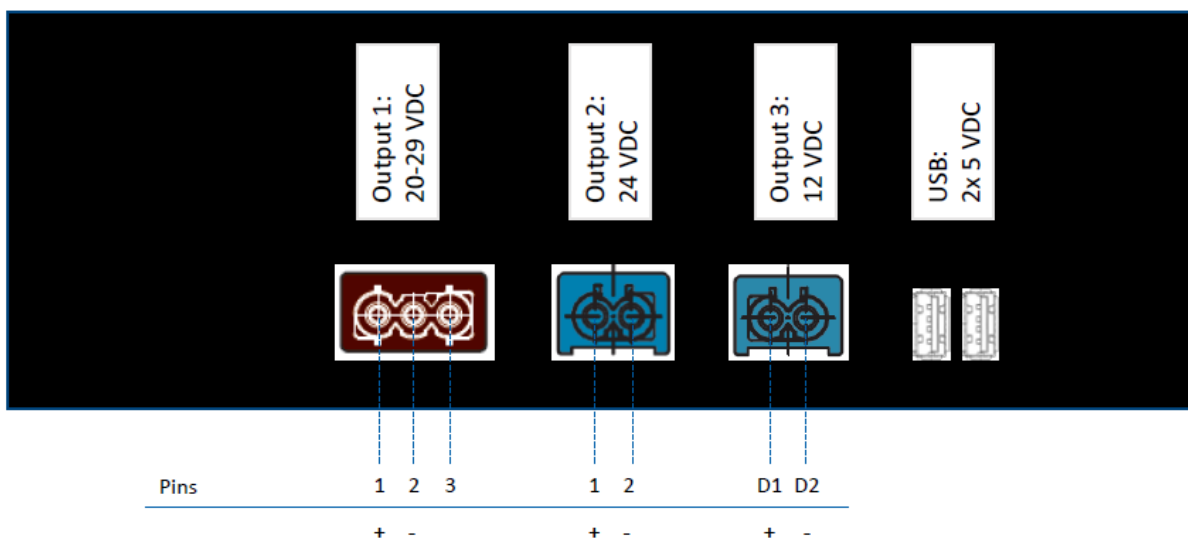 Output 1:
20-29 VDC
Output 2:
24 VDC
Output 3:
12 VDC
USB:
2x 5 VDC
Pins 1 2 3 1 2 D1 D2
+ - + - + -